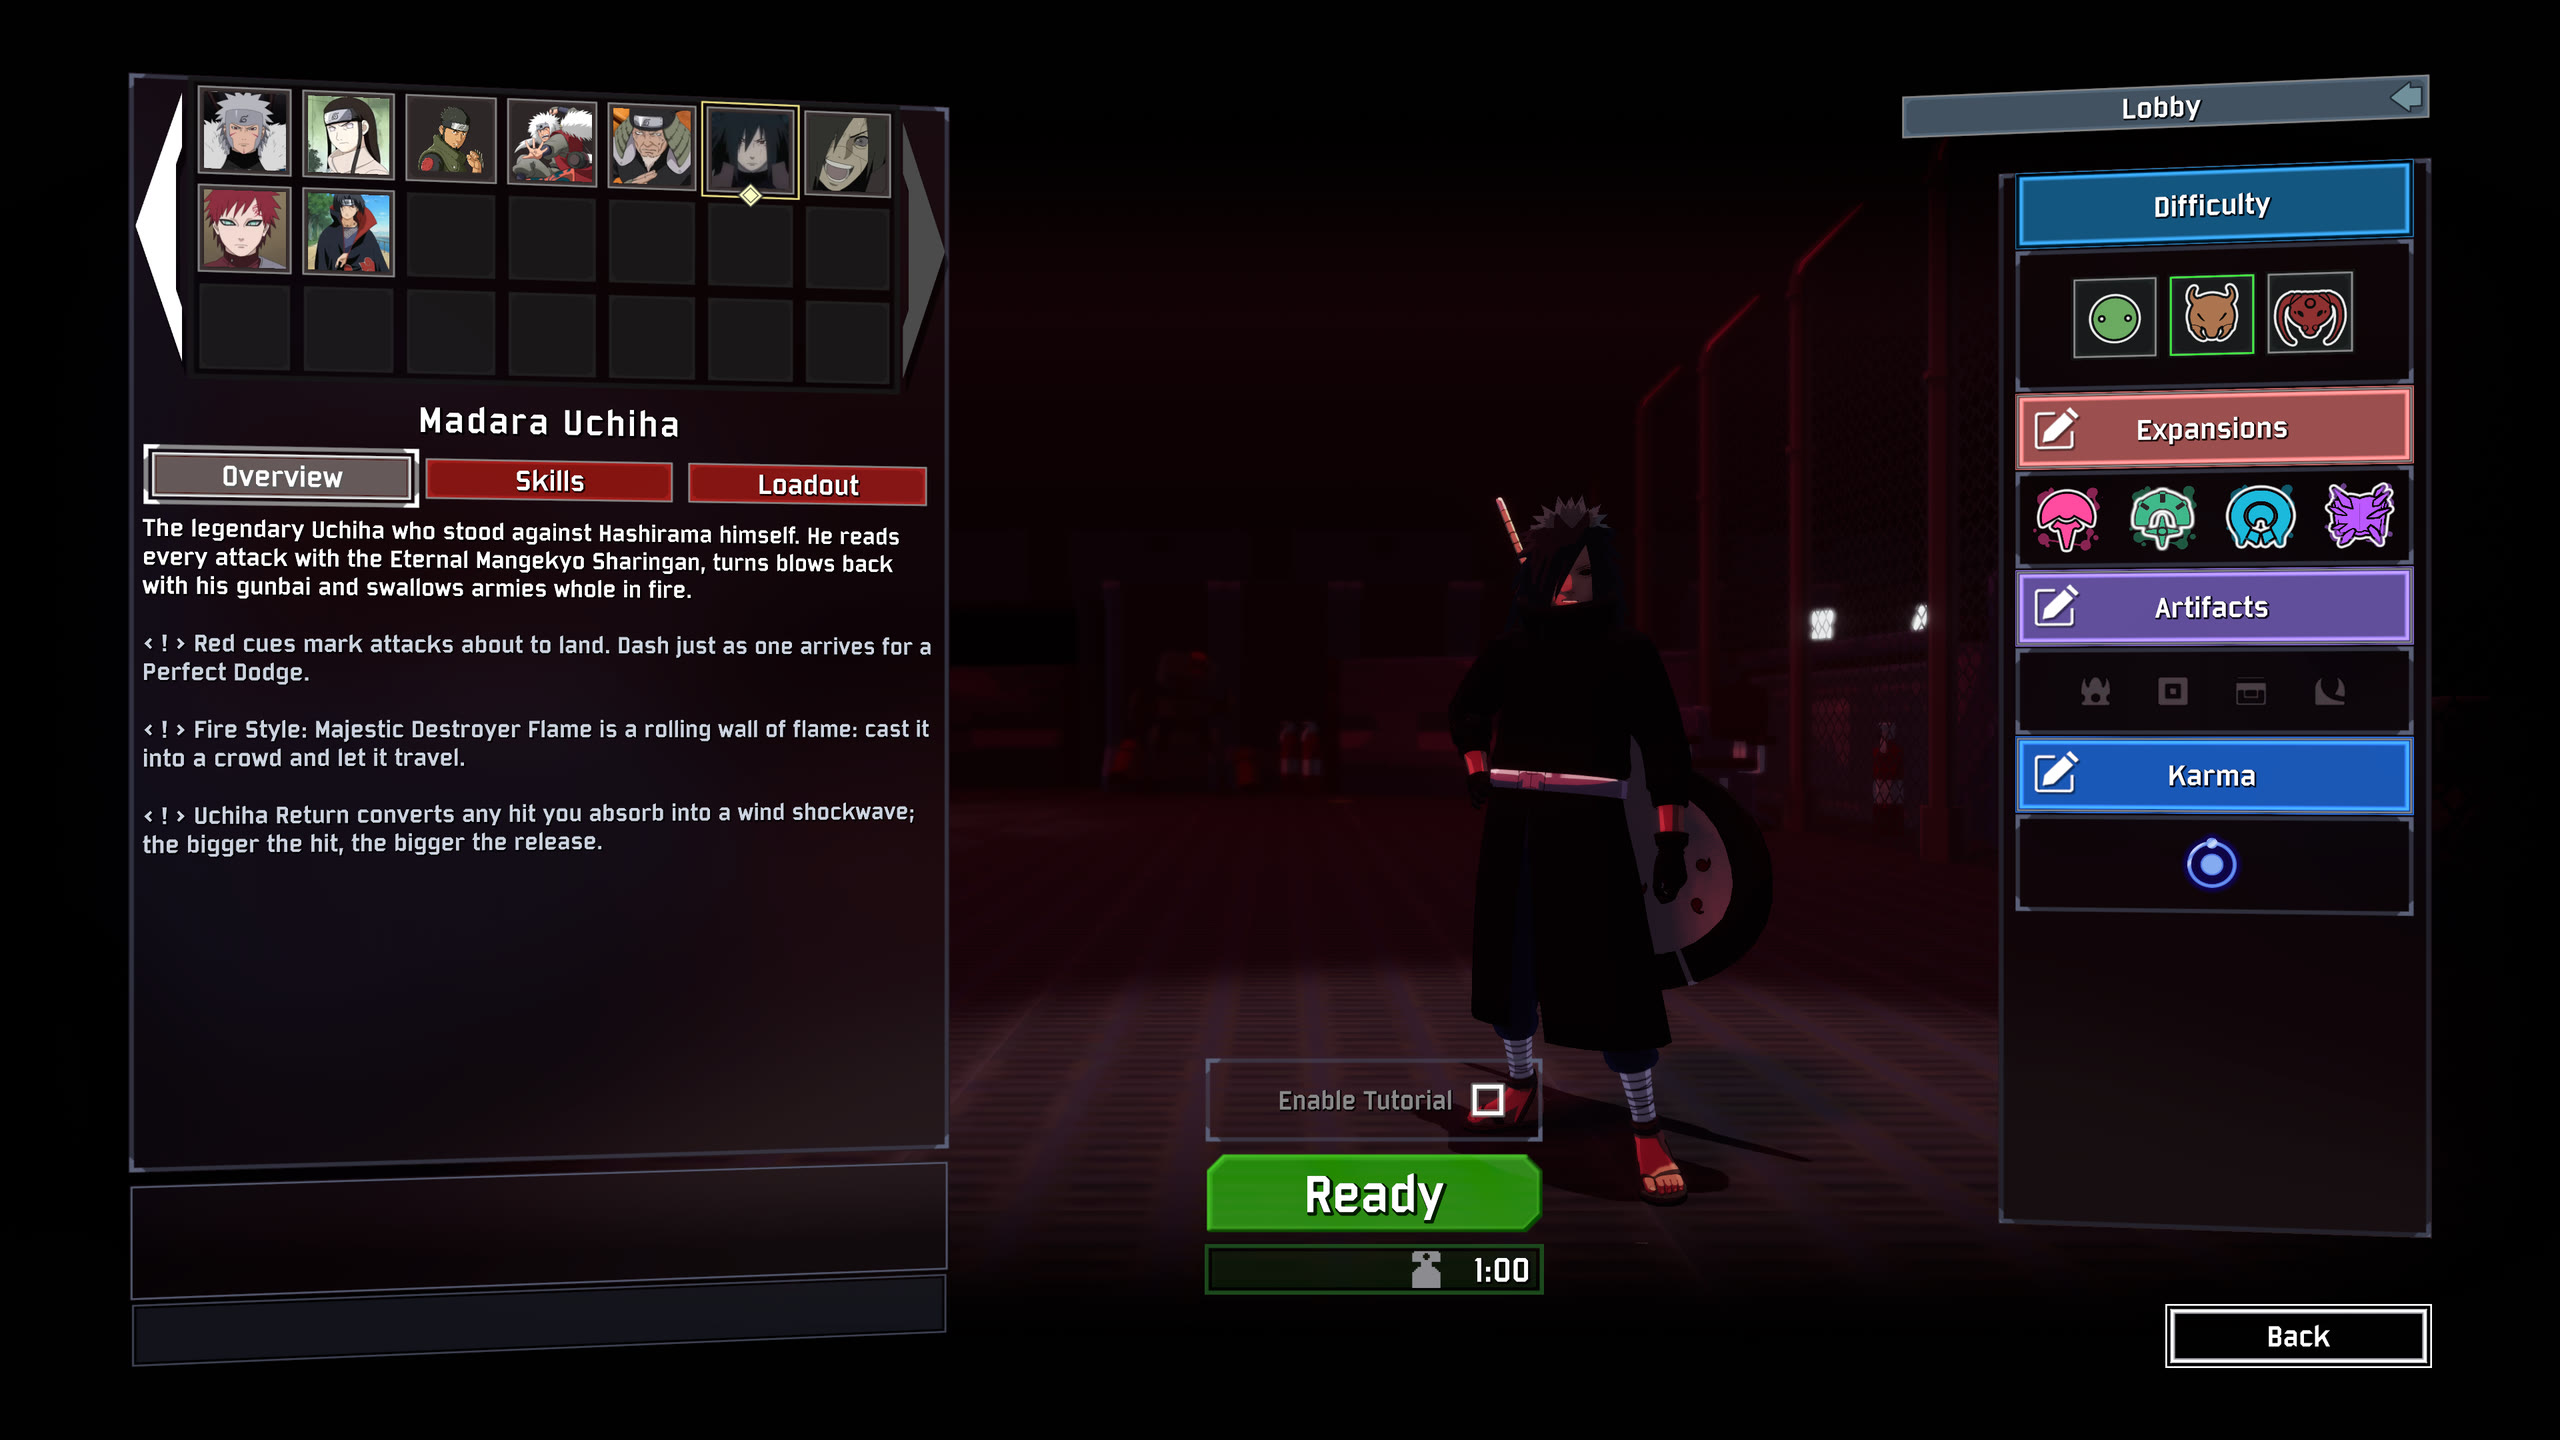 Lobby
Madara Uchiha
Overview
Skills
Loadout
The legendary Uchiha who stood against Hashirama himself. He reads
every attack with the Eternal Mangekyo Sharingan, turns blows back
with his gunbai and swallows armies whole in fire.
< ! > Red cues mark attacks about to land. Dash just as one arrives for a
Perfect Dodge.
< ! > Fire Style: Majestic Destroyer Flame is a rolling wall of flame: cast it
into a crowd and let it travel.
< ! > Uchiha Return converts any hit you absorb into a wind shockwave;
the bigger the hit, the bigger the release.
Enable Tutorial
Ready
1:00
Difficulty
Expansions
Artifacts
Karma
Back